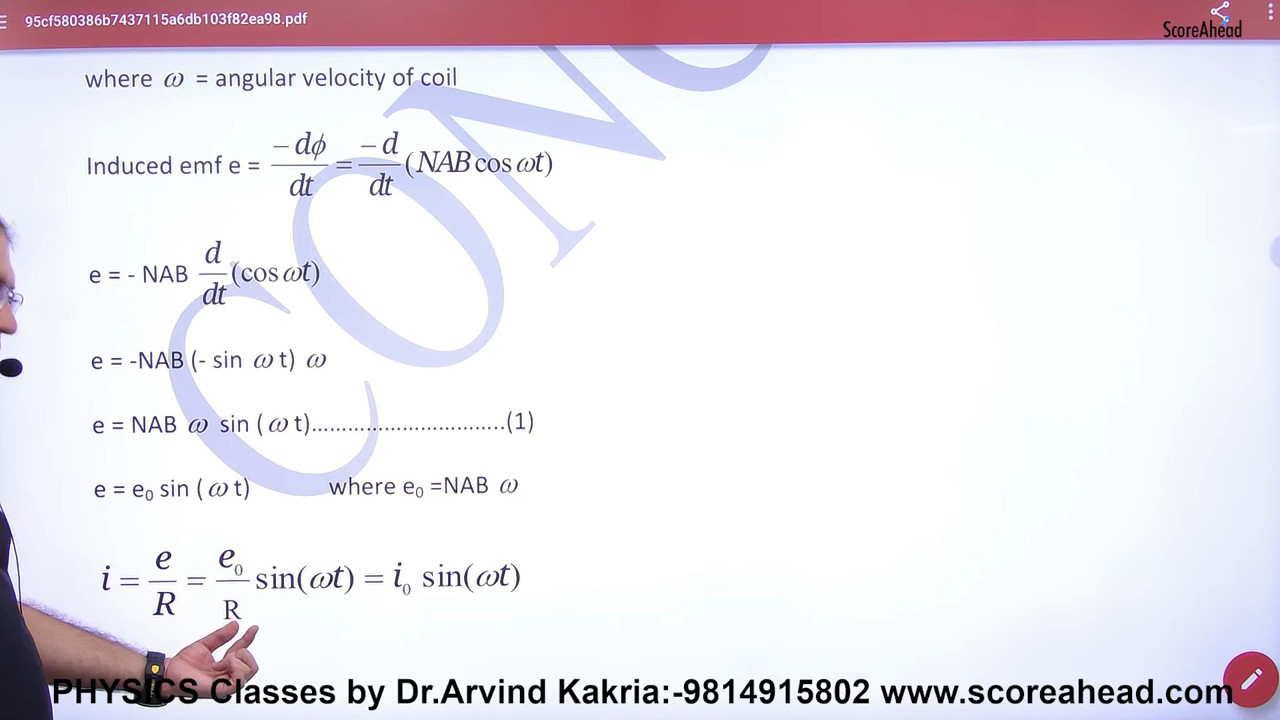 95cf580386b7437115a6db103f82ea98.pdf
ScoreAhead
where ω = angular velocity of coil
Induced emf e = -dϕ/dt = -d/dt (NAB cos ωt)
e = - NAB d/dt (cos ωt)
e = -NAB (- sin ω t) ω
e = NAB ω sin ( ω t)................................(1)
e = e₀ sin ( ω t) where e₀ =NAB ω
i = e/R = e₀/R sin(ωt) = i₀ sin(ωt)
CONC
PHYSICS Classes by Dr.Arvind Kakria:-9814915802 www.scoreahead.com